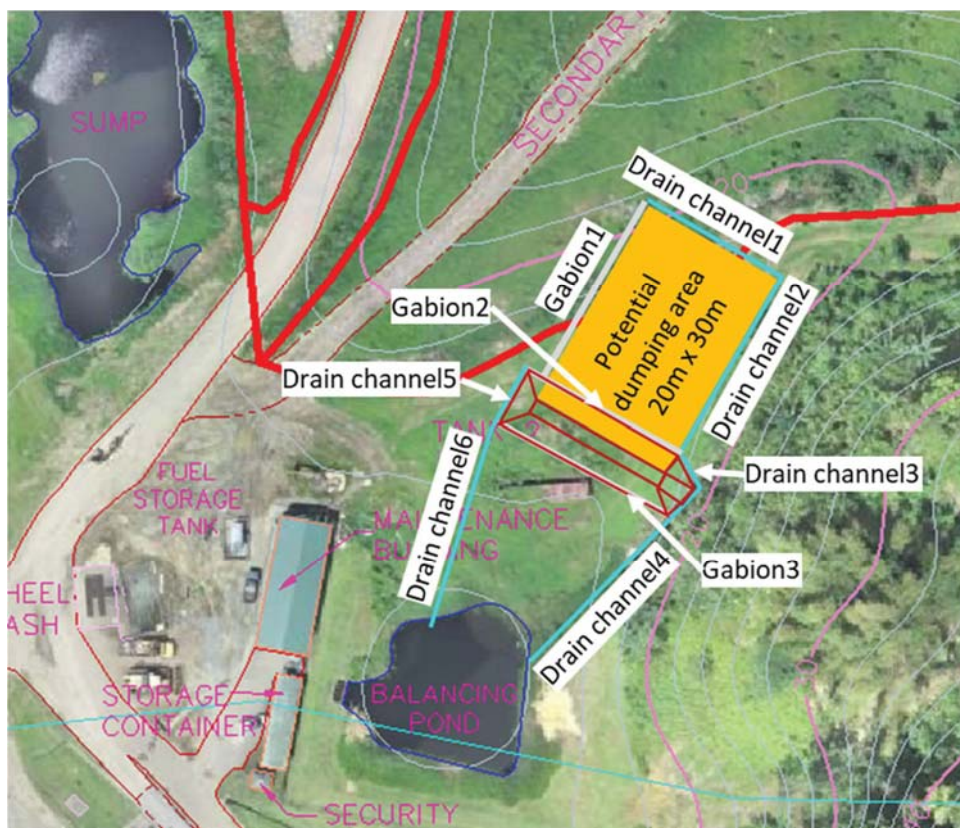 SUMP
SECONDAR
20
Drain channel1
Gabion1
Gabion2
Potential
dumping area
20m x 30m
Drain channel2
Drain channel5
TANK ?
Drain channel3
FUEL
STORAGE
TANK
MAINTENANCE
BUILDING
Drain channel6
Gabion3
Drain channel4
HEEL
ASH
STORAGE
CONTAINER
BALANCING
POND
SECURITY